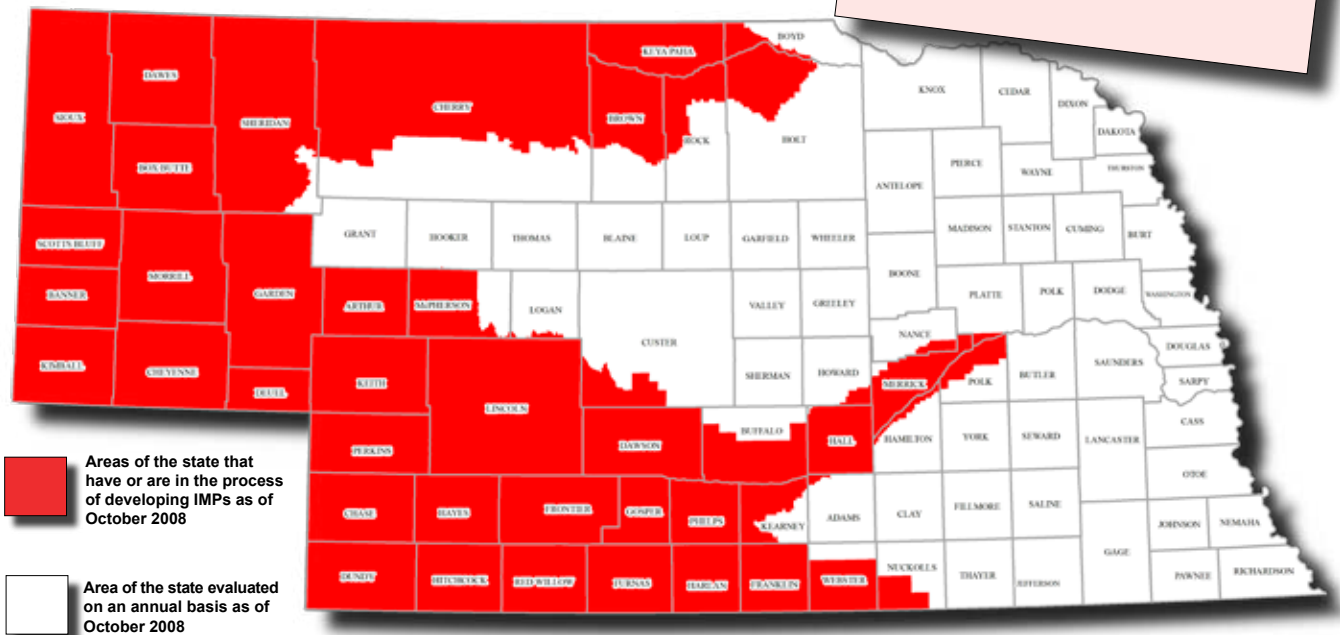 BOYD
KEYA PAHA
DAWES
KNOX
CEDAR
DIXON
SIOUX
SHERIDAN
CHERRY
BROWN
ROCK
HOLT
DAKOTA
BOX BUTTE
PIERCE
WAYNE
THURSTON
ANTELOPE
SCOTTS BLUFF
GRANT
HOOKER
THOMAS
BLAINE
LOUP
GARFIELD
WHEELER
MADISON
STANTON
CUMING
BURT
MORRILL
BOONE
BANNER
GARDEN
ARTHUR
McPHERSON
LOGAN
VALLEY
GREELEY
PLATTE
POLK
DODGE
WASHINGTON
NANCE
CUSTER
KIMBALL
CHEYENNE
DEUEL
KEITH
LINCOLN
SHERMAN
HOWARD
MERRICK
POLK
BUTLER
SAUNDERS
DOUGLAS
SARPY
PERKINS
DAWSON
BUFFALO
HALL
HAMILTON
YORK
SEWARD
LANCASTER
CASS
OTOE
CHASE
HAYES
FRONTIER
GOSPER
PHELPS
KEARNEY
ADAMS
CLAY
FILLMORE
SALINE
JOHNSON
NEMAHA
GAGE
DUNDY
HITCHCOCK
RED WILLOW
FURNAS
HARLAN
FRANKLIN
WEBSTER
NUCKOLLS
THAYER
JEFFERSON
PAWNEE
RICHARDSON
Areas of the state that
have or are in the process
of developing IMPs as of
October 2008
Area of the state evaluated
on an annual basis as of
October 2008